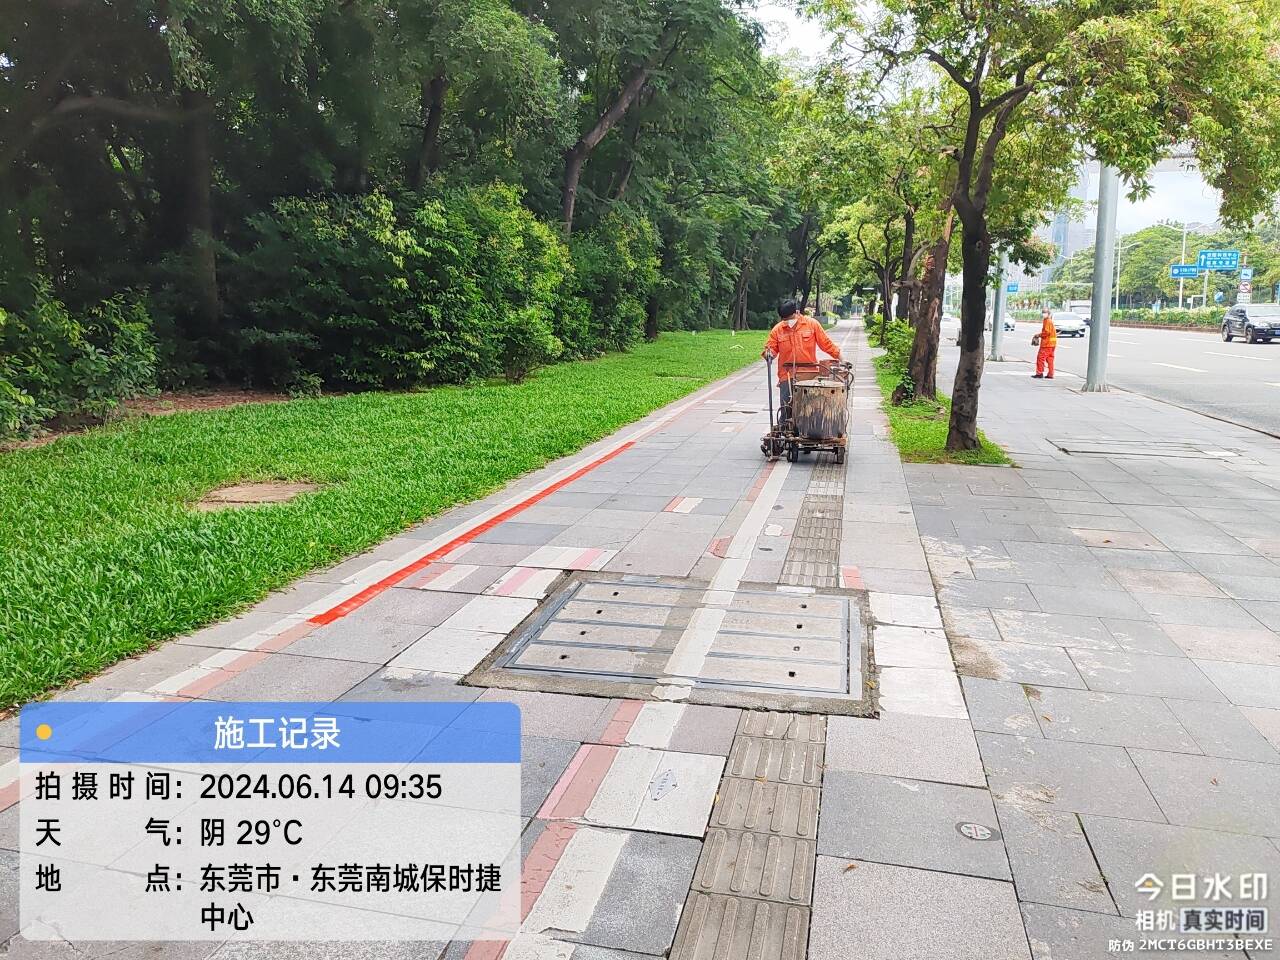 施工记录
拍摄时间：2024.06.14 09:35
天 气：阴 29°C
地 点：东莞市·东莞南城保时捷
中心
今日水印
相机 真实时间
防伪 2MCT6GBHT3BEXE